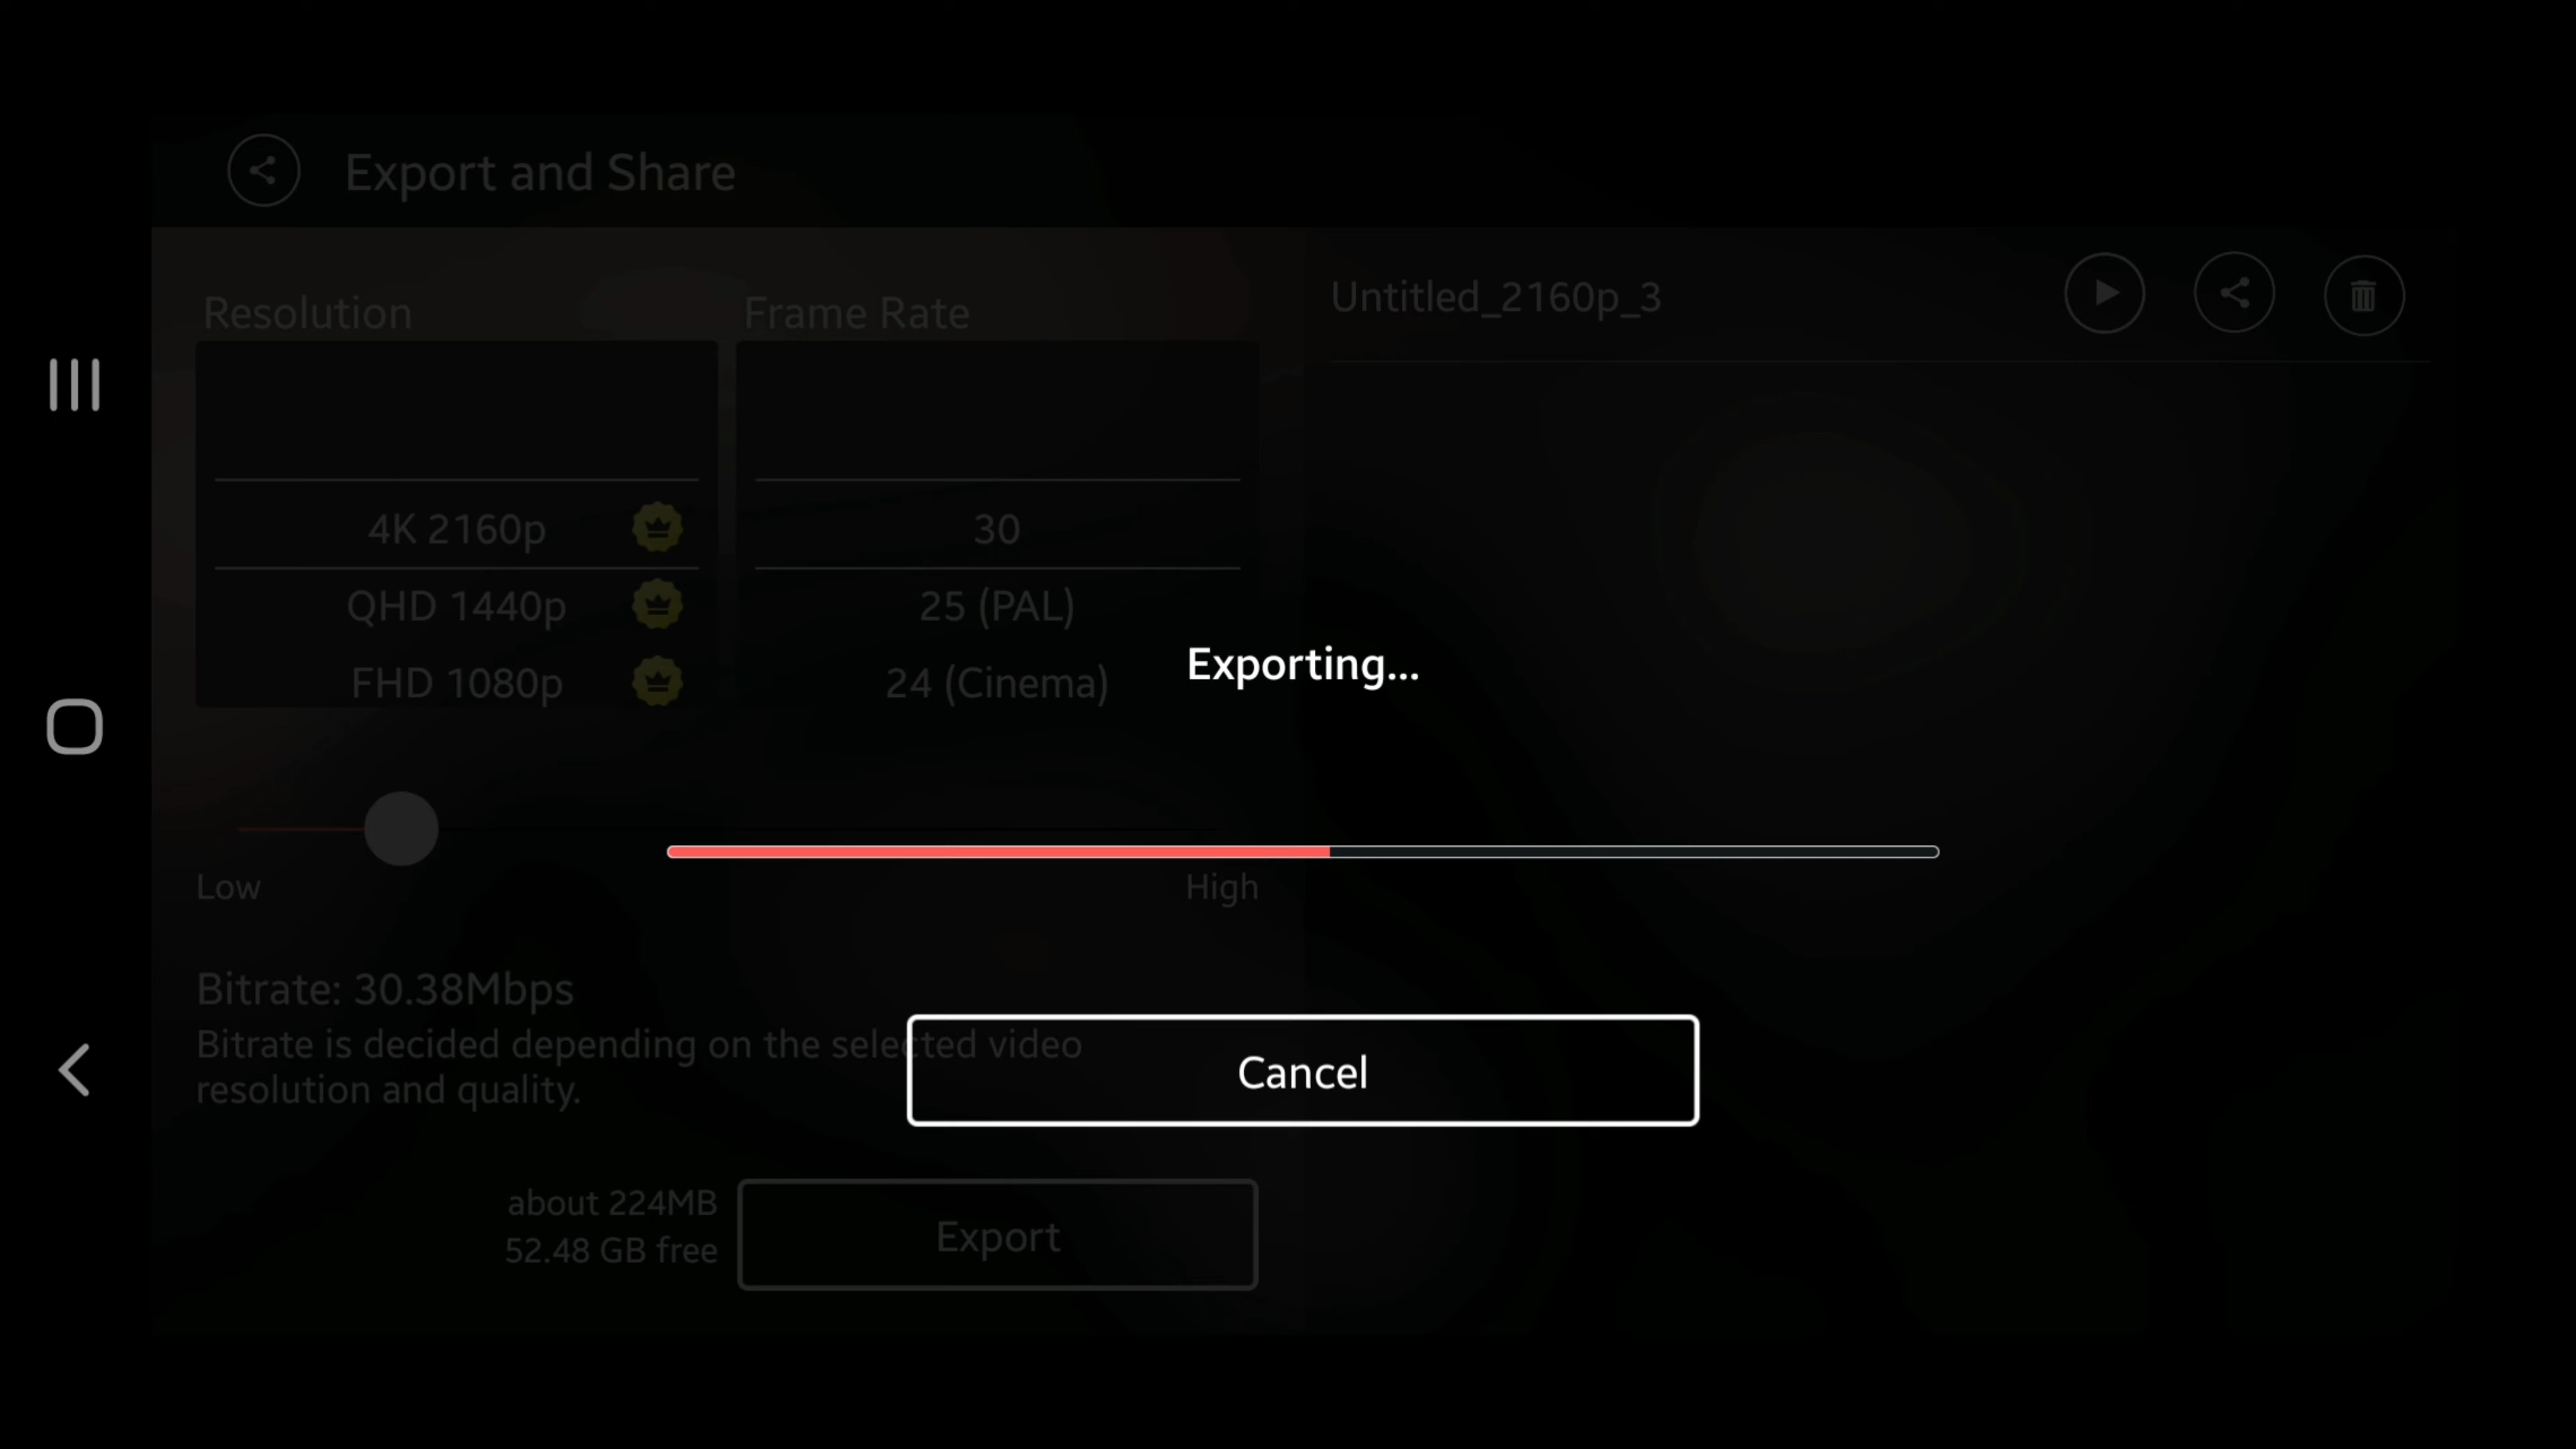 Export and Share
Resolution
Frame Rate
Untitled_2160p_3
4K 2160p
30
QHD 1440p
25 (PAL)
FHD 1080p
24 (Cinema)
Exporting...
Low
High
Bitrate: 30.38Mbps
Bitrate is decided depending on the selected video
resolution and quality.
Cancel
about 224MB
52.48 GB free
Export